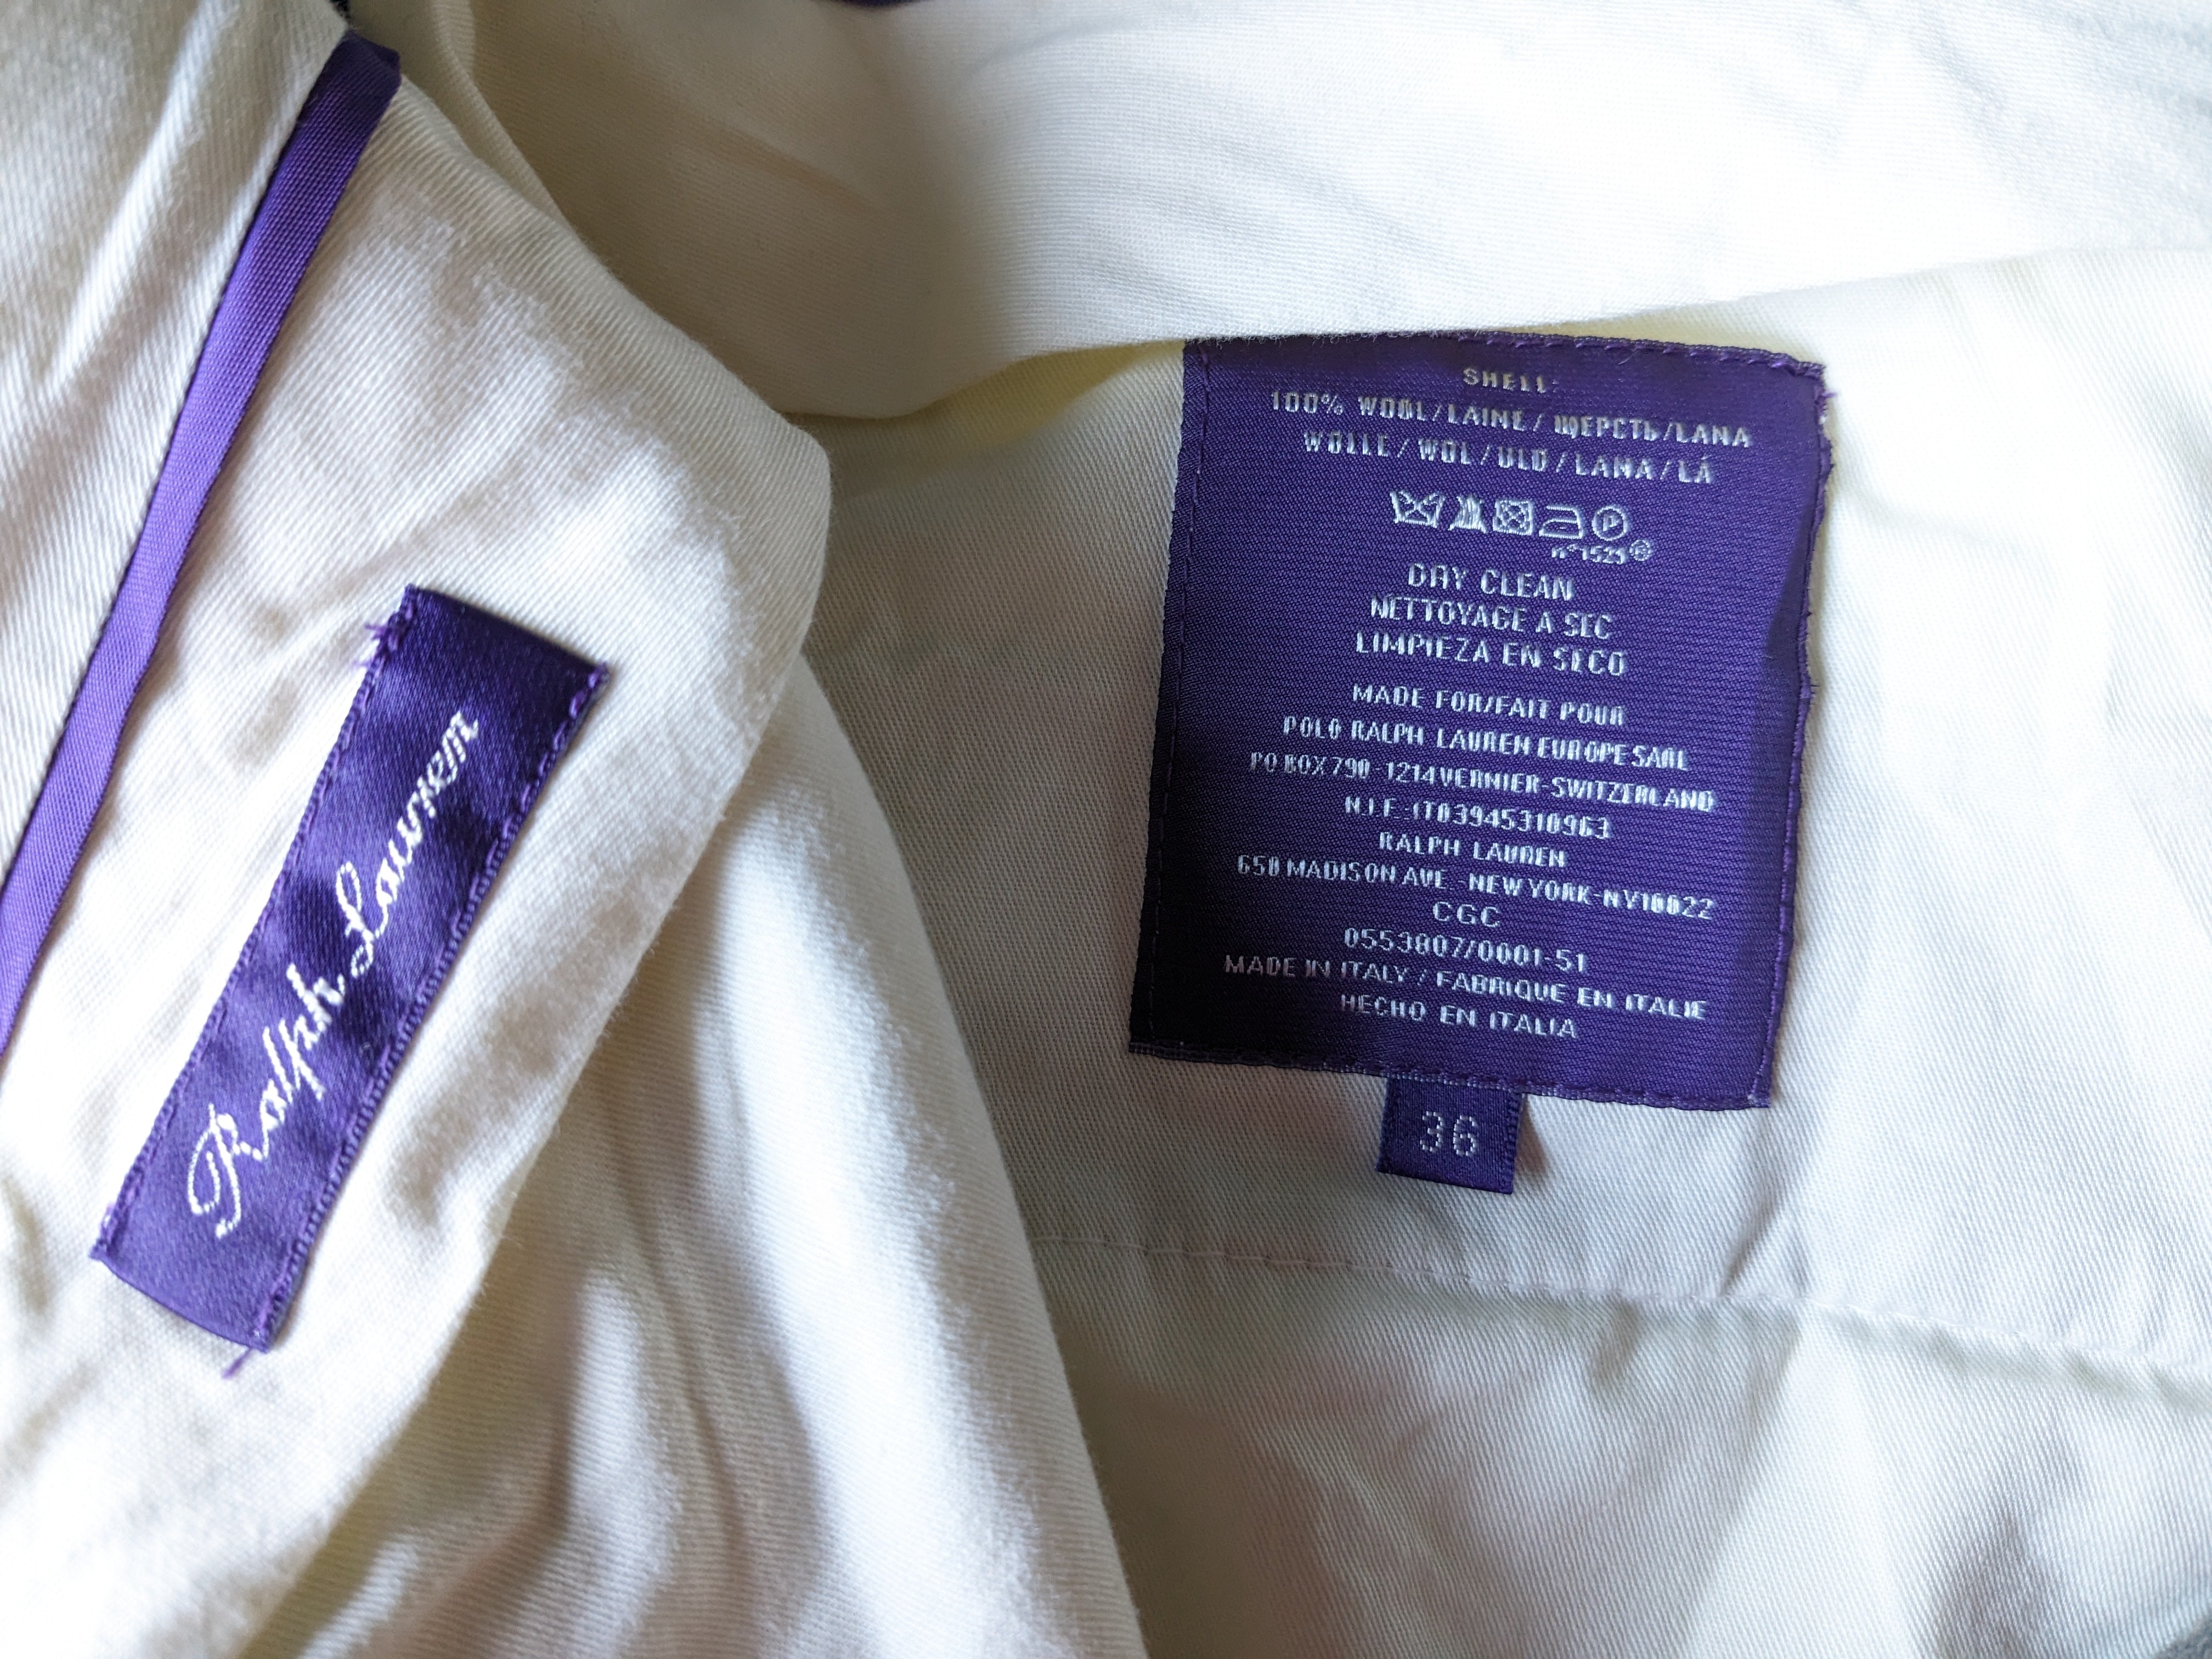 Ralph Lauren
SHELL:
100% WOOL / LAINE / ШЕРСТЬ / LANA
WOLLE / WOL / ULD / LANA / LÃ
n°1525®
DRY CLEAN
NETTOYAGE A SEC
LIMPIEZA EN SECO
MADE FOR/FAIT POUR
POLO RALPH LAUREN EUROPE SARL
PO BOX 790 - 1214 VERNIER-SWITZERLAND
N.I.F.-IT03945310963
RALPH LAUREN
650 MADISON AVE. -NEW YORK-NY10022
CGC
0553807/0001-51
MADE IN ITALY / FABRIQUE EN ITALIE
HECHO EN ITALIA
36